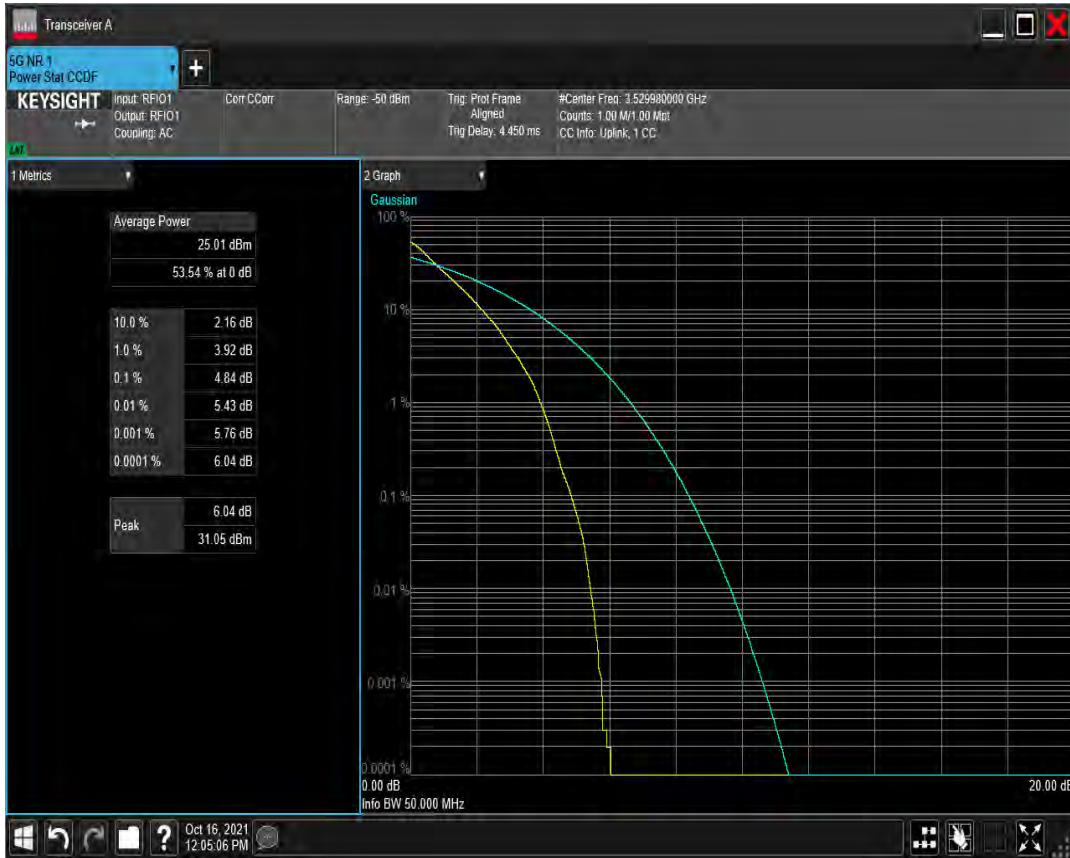 Transceiver A
5G NR 1
Power Stat CCDF
+
KEYSIGHT
Input: RFIO1
Output: RFIO1
Coupling: AC
Corr CCorr
Range: -50 dBm
Trig: Prot Frame
Aligned
Trig Delay: 4.450 ms
#Center Freq: 3.529980000 GHz
Counts: 1.00 M/1.00 Mpt
CC Info: Uplink, 1 CC
1 Metrics
Average Power
25.01 dBm
53.54 % at 0 dB
10.0 % 2.16 dB
1.0 % 3.92 dB
0.1 % 4.84 dB
0.01 % 5.43 dB
0.001 % 5.76 dB
0.0001 % 6.04 dB
Peak
6.04 dB
31.05 dBm
2 Graph
Gaussian
100 %
10 %
1 %
0.1 %
0.01 %
0.001 %
0.0001 %
0.00 dB
20.00 dB
Info BW 50.000 MHz
?
Oct 16, 2021
12:05:06 PM